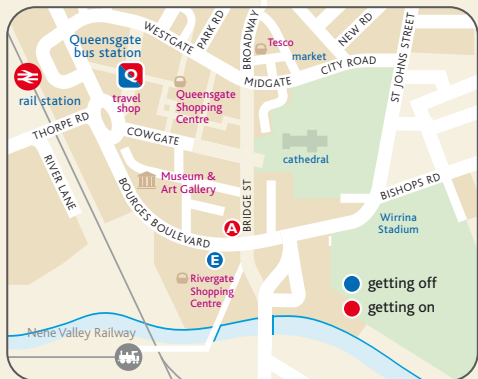 WESTGATE
PARK RD
BROADWAY
Tesco
market
NEW RD
ST JOHNS STREET
Queensgate
bus station
Q
MIDGATE
CITY ROAD
rail station
travel
shop
Queensgate
Shopping
Centre
THORPE RD
COWGATE
cathedral
RIVER LANE
Museum &
Art Gallery
BISHOPS RD
BOURGES BOULEVARD
BRIDGE ST
A
Wirrina
Stadium
E
Rivergate
Shopping
Centre
getting off
getting on
Nene Valley Railway